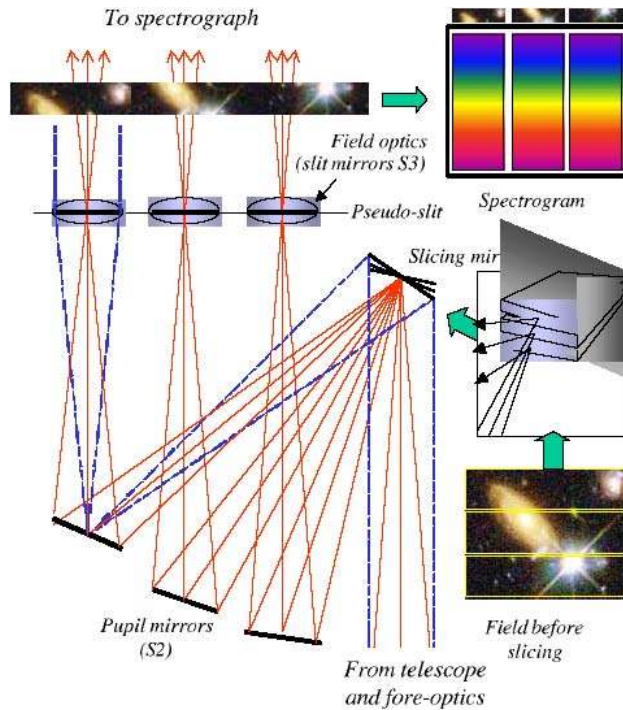 To spectrograph
Field optics
(slit mirrors S3)
Pseudo-slit
Spectrogram
Slicing mir
Pupil mirrors
(S2)
Field before
slicing
From telescope
and fore-optics